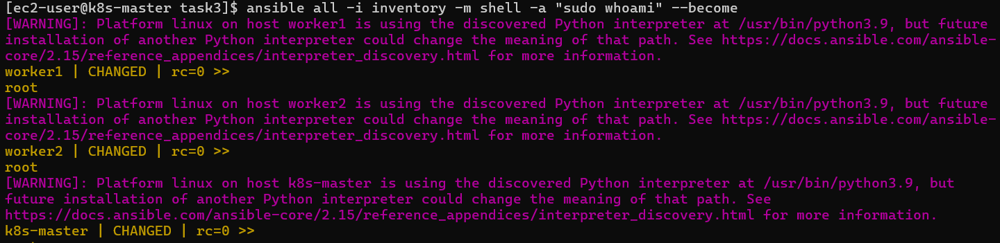 [ec2-user@k8s-master task3]$ ansible all -i inventory -m shell -a "sudo whoami" --become
[WARNING]: Platform linux on host worker1 is using the discovered Python interpreter at /usr/bin/python3.9, but future
installation of another Python interpreter could change the meaning of that path. See https://docs.ansible.com/ansible-
core/2.15/reference_appendices/interpreter_discovery.html for more information.
worker1 | CHANGED | rc=0 >>
root
[WARNING]: Platform linux on host worker2 is using the discovered Python interpreter at /usr/bin/python3.9, but future
installation of another Python interpreter could change the meaning of that path. See https://docs.ansible.com/ansible-
core/2.15/reference_appendices/interpreter_discovery.html for more information.
worker2 | CHANGED | rc=0 >>
root
[WARNING]: Platform linux on host k8s-master is using the discovered Python interpreter at /usr/bin/python3.9, but
future installation of another Python interpreter could change the meaning of that path. See
https://docs.ansible.com/ansible-core/2.15/reference_appendices/interpreter_discovery.html for more information.
k8s-master | CHANGED | rc=0 >>